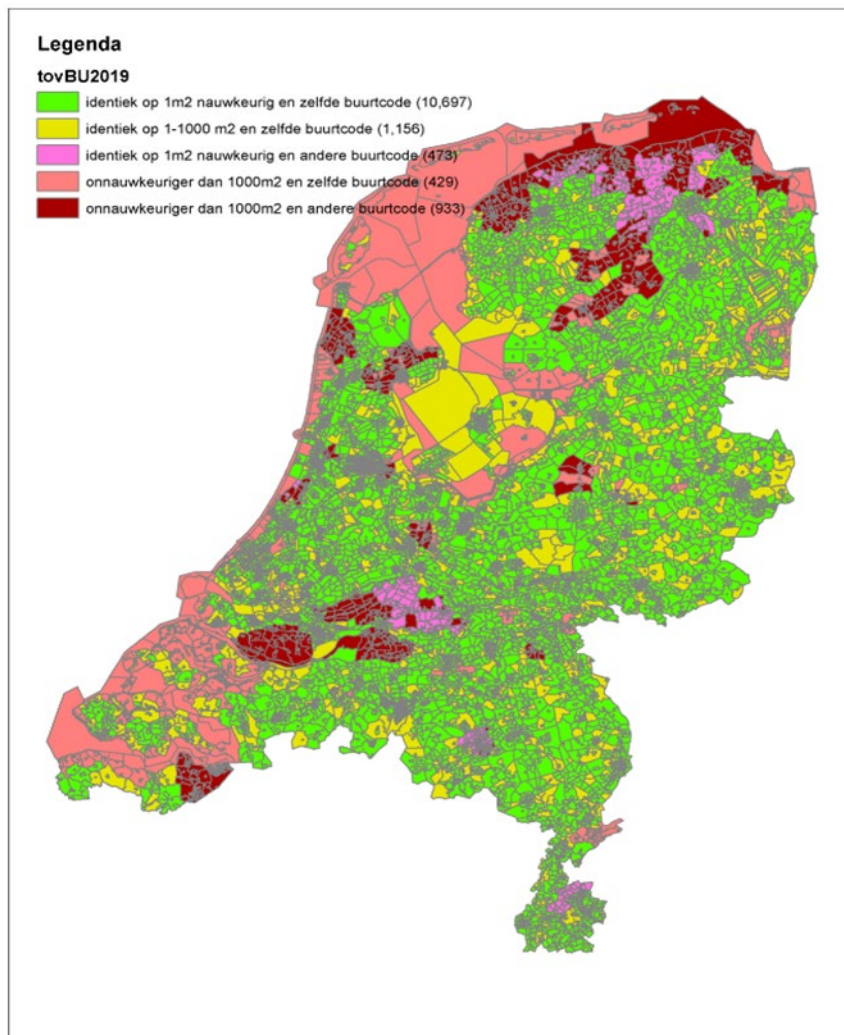 Legenda
tovBU2019
identiek op 1m2 nauwkeurig en zelfde buurtcode (10,697)
identiek op 1-1000 m2 en zelfde buurtcode (1,156)
identiek op 1m2 nauwkeurig en andere buurtcode (473)
onnauwkeuriger dan 1000m2 en zelfde buurtcode (429)
onnauwkeuriger dan 1000m2 en andere buurtcode (933)